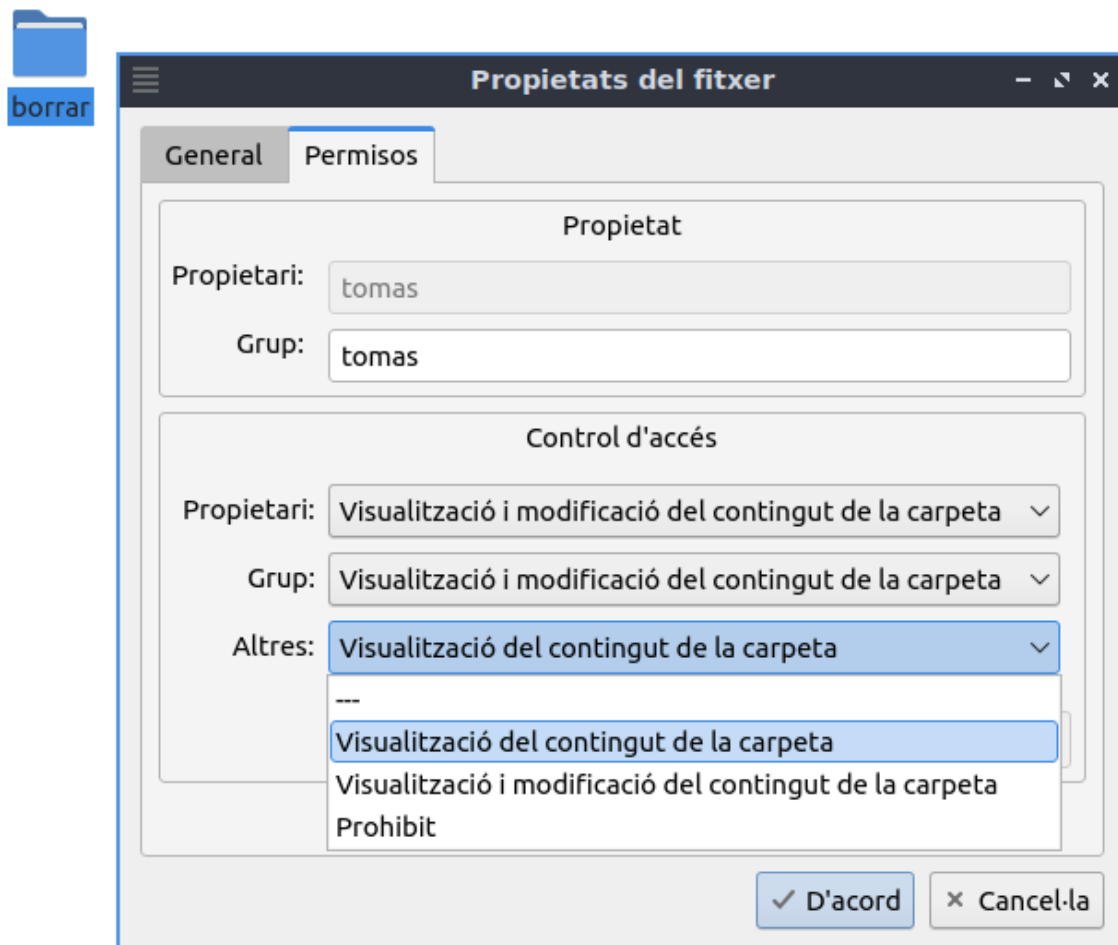 borrar
Propietats del fitxer
General Permisos
Propietat
Propietari: tomas
Grup: tomas
Control d'accés
Propietari: Visualització i modificació del contingut de la carpeta
Grup: Visualització i modificació del contingut de la carpeta
Altres: Visualització del contingut de la carpeta
---
Visualització del contingut de la carpeta
Visualització i modificació del contingut de la carpeta
Prohibit
D'acord Cancel·la